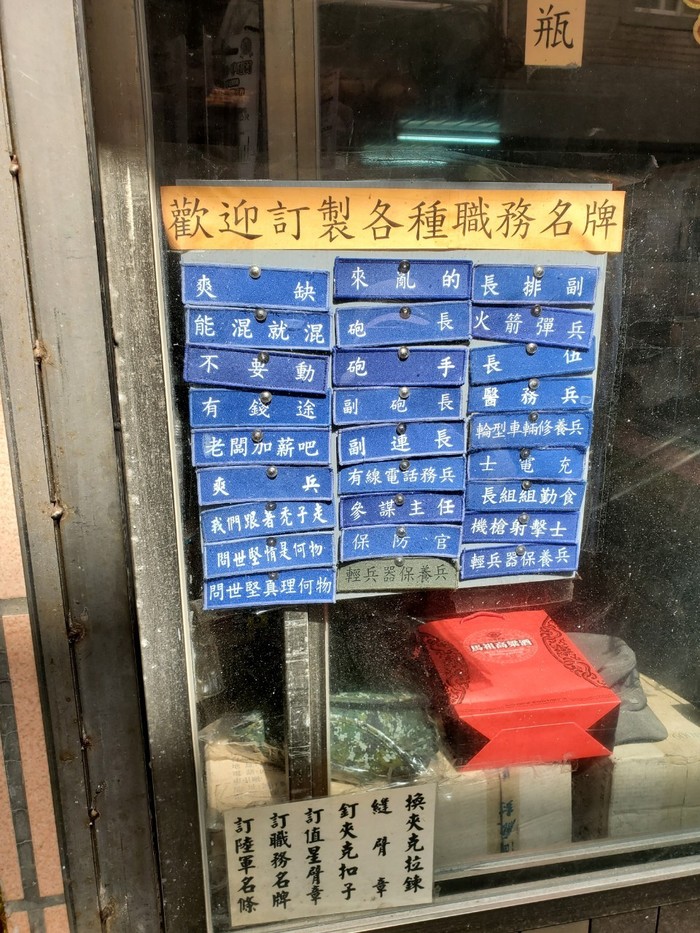 瓶
歡迎訂製各種職務名牌
爽缺
能混就混
不要動
有錢途
老闆加薪吧
爽兵
我們跟著禿子走
問世堅情是何物
問世堅真理何物
來亂的
砲長
砲手
副砲長
副連長
有線電話務兵
參謀主任
保防官
輕兵器保養兵
副排長
火箭彈兵
伍長
醫務兵
輪型車輛修養兵
充電士
食勤組組長
機槍射擊士
輕兵器保養兵
馬祖高粱酒
換夾克拉鍊
縫臂章
釘夾克扣子
訂值星臂章
訂職務名牌
訂陸軍名條